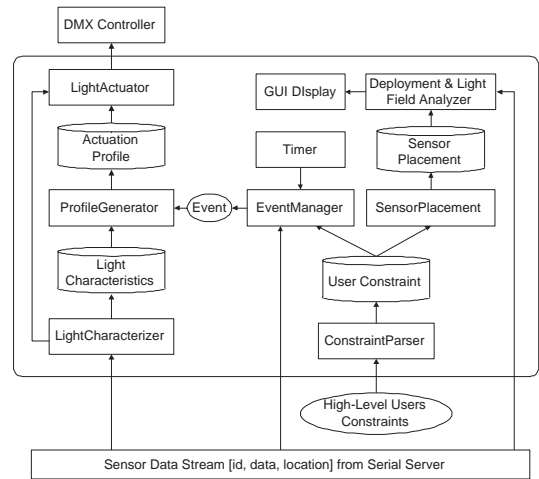 DMX Controller
LightActuator
GUI DIsplay
Deployment & Light
Field Analyzer
Actuation
Profile
Timer
Sensor
Placement
ProfileGenerator
Event
EventManager
SensorPlacement
Light
Characteristics
User Constraint
LightCharacterizer
ConstraintParser
High-Level Users
Constraints
Sensor Data Stream [id, data, location] from Serial Server